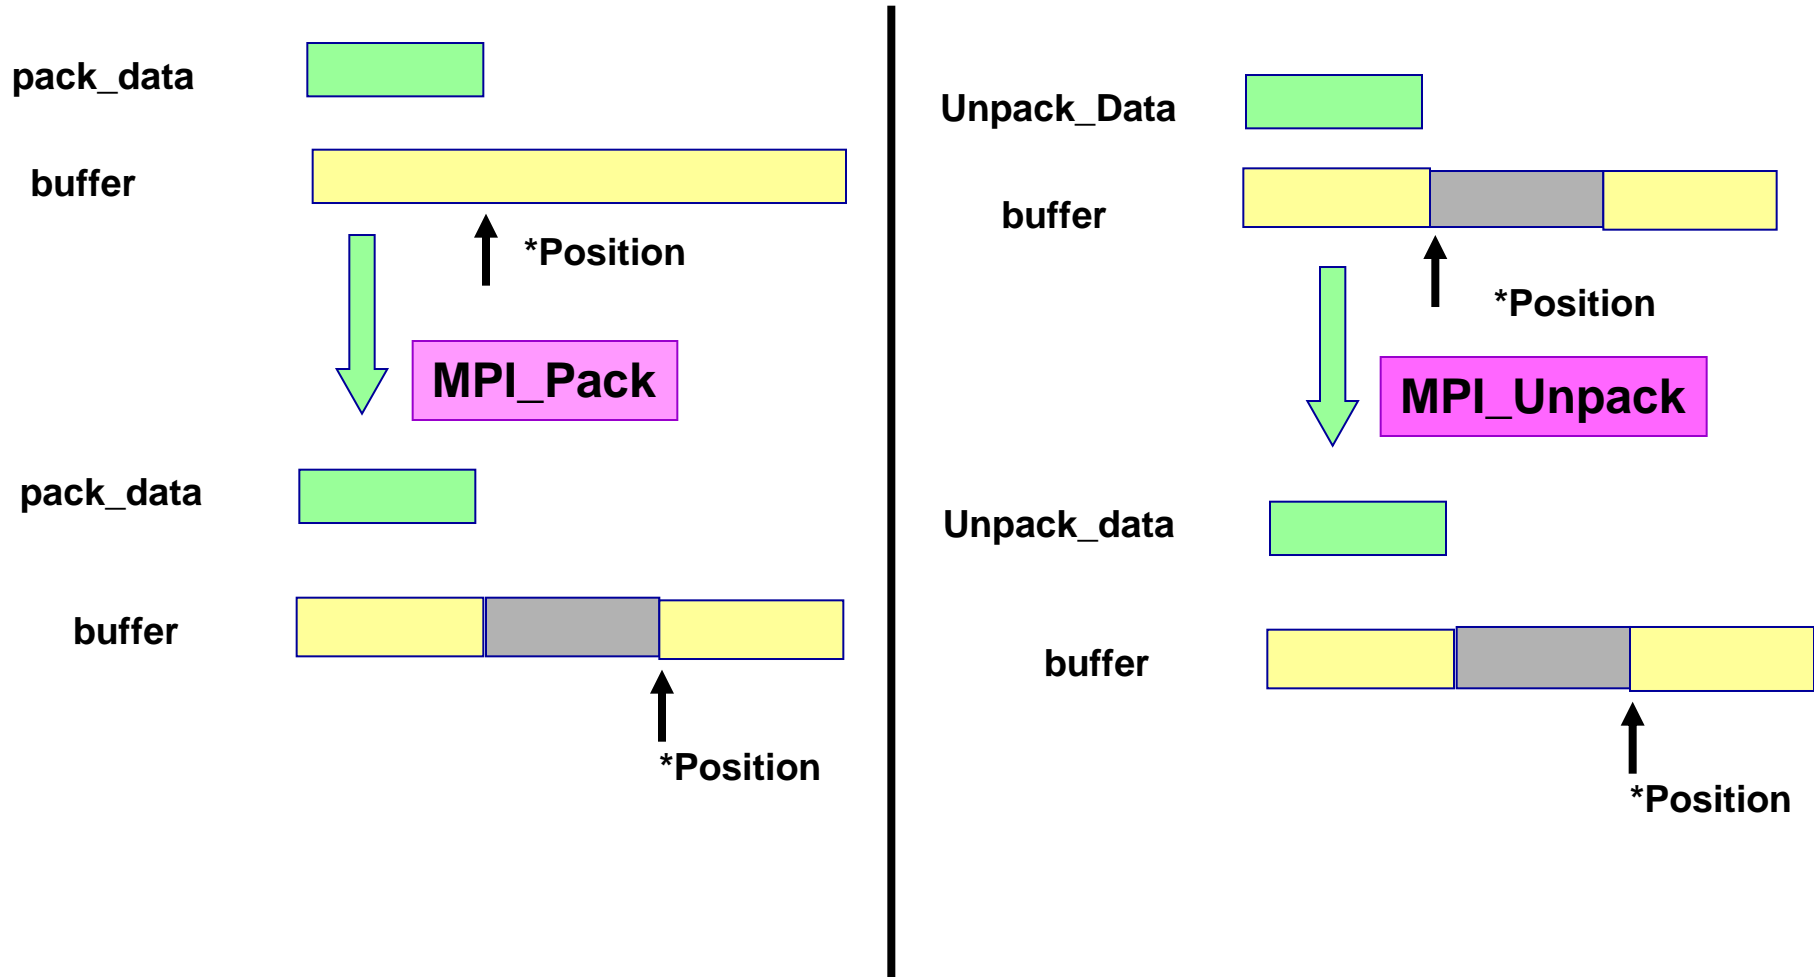 pack_data
buffer
*Position
MPI_Pack
pack_data
buffer
*Position
Unpack_Data
buffer
*Position
MPI_Unpack
Unpack_data
buffer
*Position